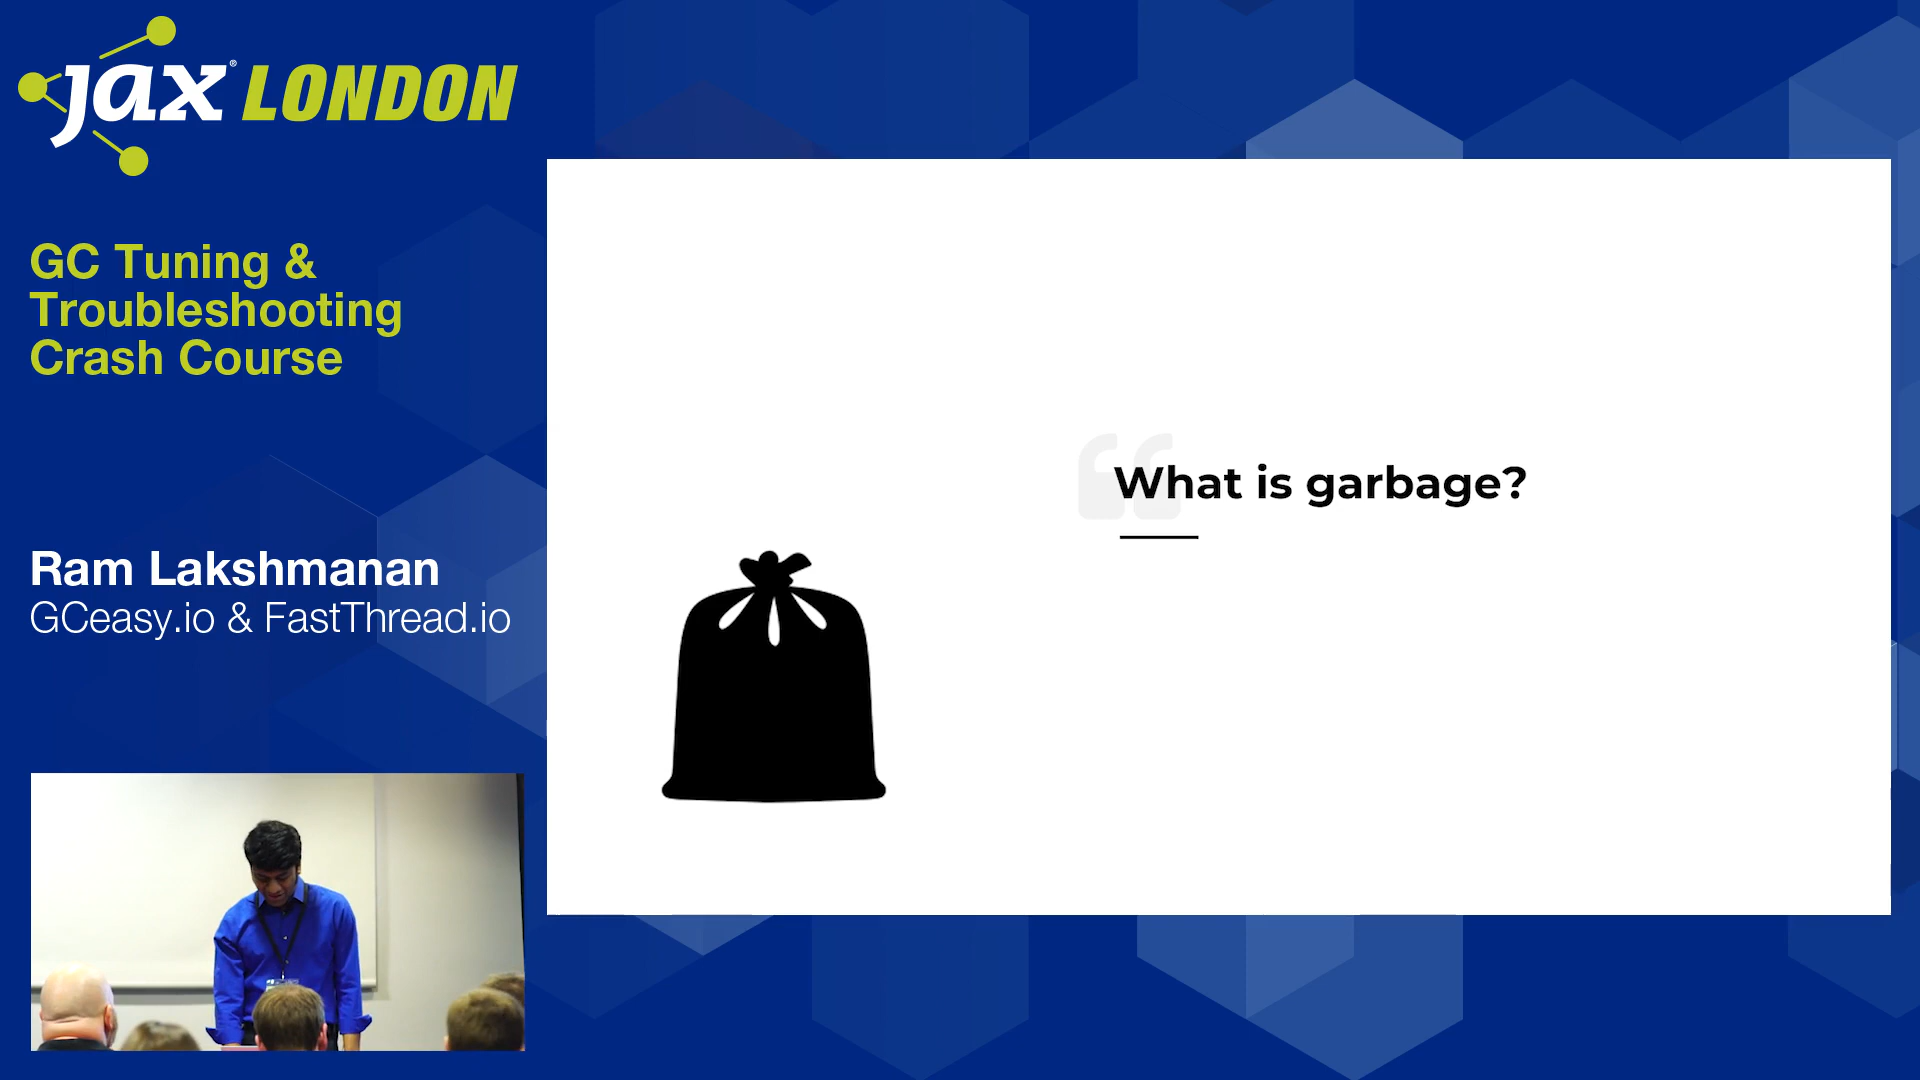 jax® LONDON
GC Tuning &
Troubleshooting
Crash Course
Ram Lakshmanan
GCeasy.io & FastThread.io
“
What is garbage?